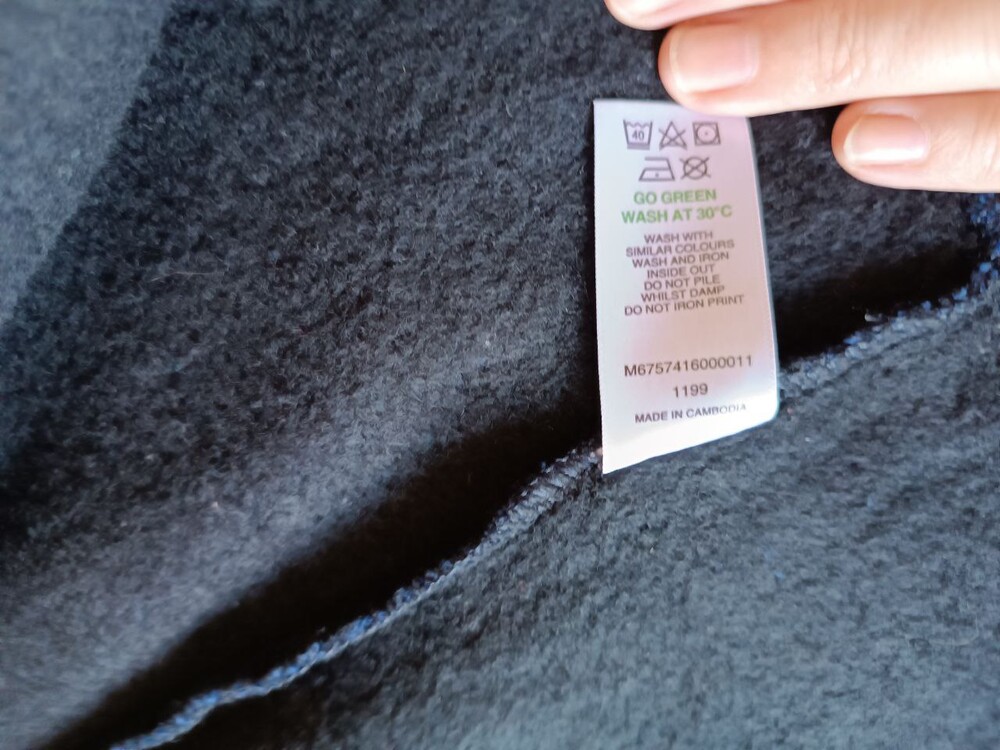 40
GO GREEN
WASH AT 30°C
WASH WITH
SIMILAR COLOURS
WASH AND IRON
INSIDE OUT
DO NOT PILE
WHILST DAMP
DO NOT IRON PRINT
M6757416000011
1199
MADE IN CAMBODIA